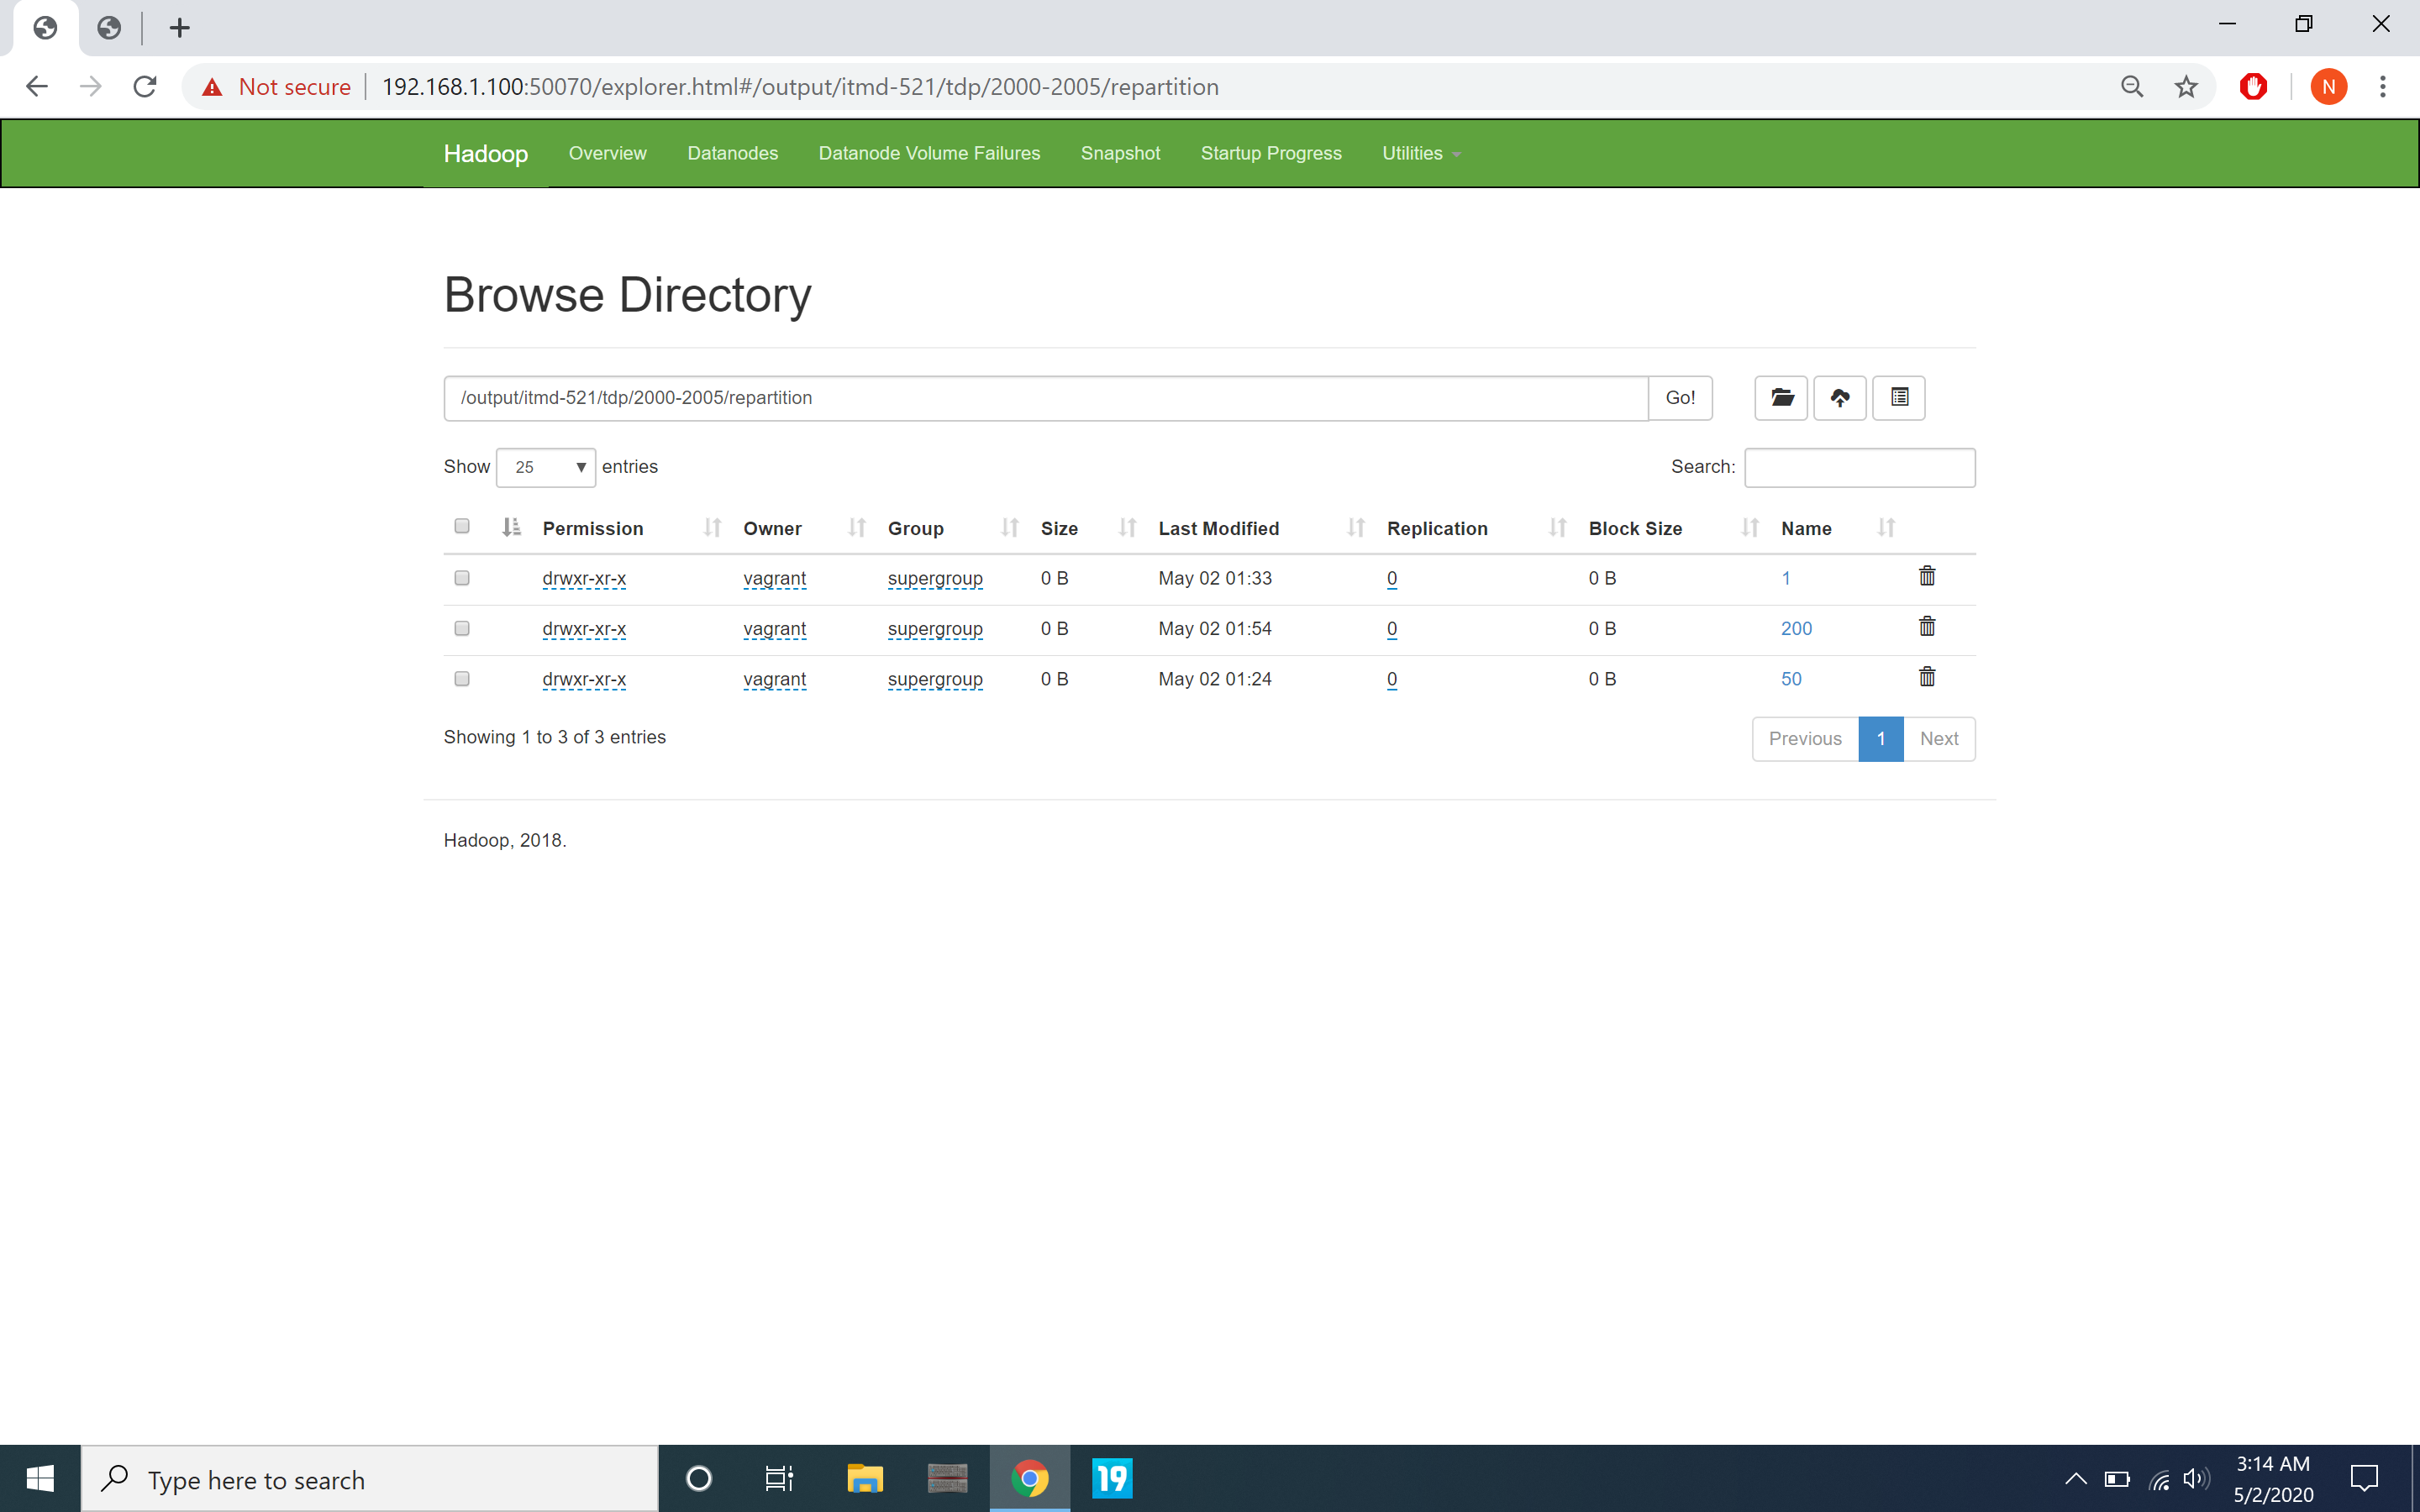 Not secure 192.168.1.100:50070/explorer.html#/output/itmd-521/tdp/2000-2005/repartition N
Hadoop Overview Datanodes Datanode Volume Failures Snapshot Startup Progress Utilities
Browse Directory
/output/itmd-521/tdp/2000-2005/repartition Go!
Show 25 entries Search:
Permission Owner Group Size Last Modified Replication Block Size Name
drwxr-xr-x vagrant supergroup 0 B May 02 01:33 0 0 B 1
drwxr-xr-x vagrant supergroup 0 B May 02 01:54 0 0 B 200
drwxr-xr-x vagrant supergroup 0 B May 02 01:24 0 0 B 50
Showing 1 to 3 of 3 entries Previous 1 Next
Hadoop, 2018.
Type here to search 19 3:14 AM
5/2/2020